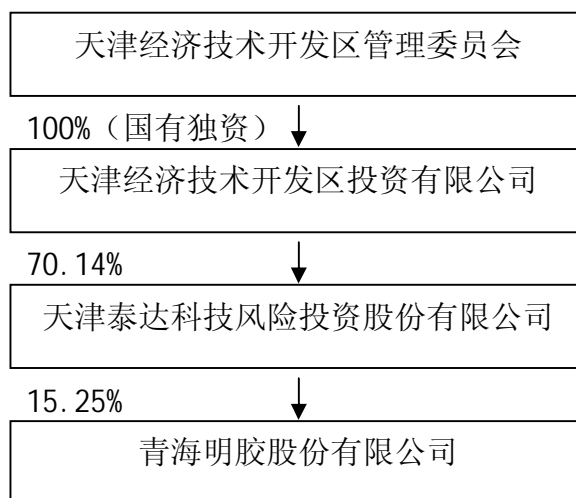 天津经济技术开发区管理委员会
100%（国有独资）
天津经济技术开发区投资有限公司
70.14%
天津泰达科技风险投资股份有限公司
15.25%
青海明胶股份有限公司